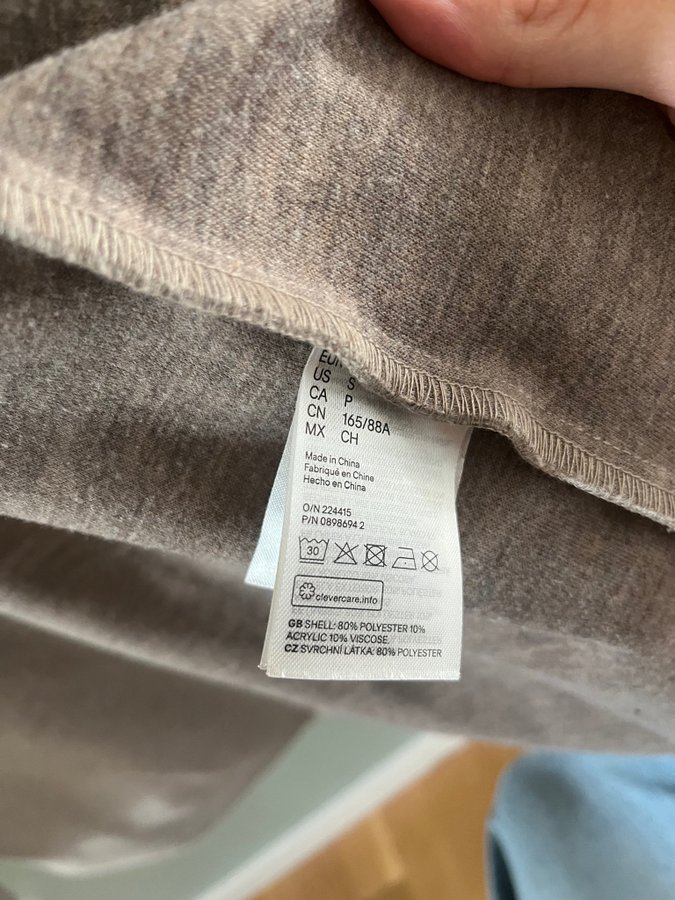 EUR
US S
CA P
CN 165/88A
MX CH
Made in China
Fabriqué en Chine
Hecho en China
O/N 224415
P/N 0898694 2
30
clevercare.info
GB SHELL: 80% POLYESTER 10%
ACRYLIC 10% VISCOSE.
CZ SVRCHNÍ LÁTKA: 80% POLYESTER